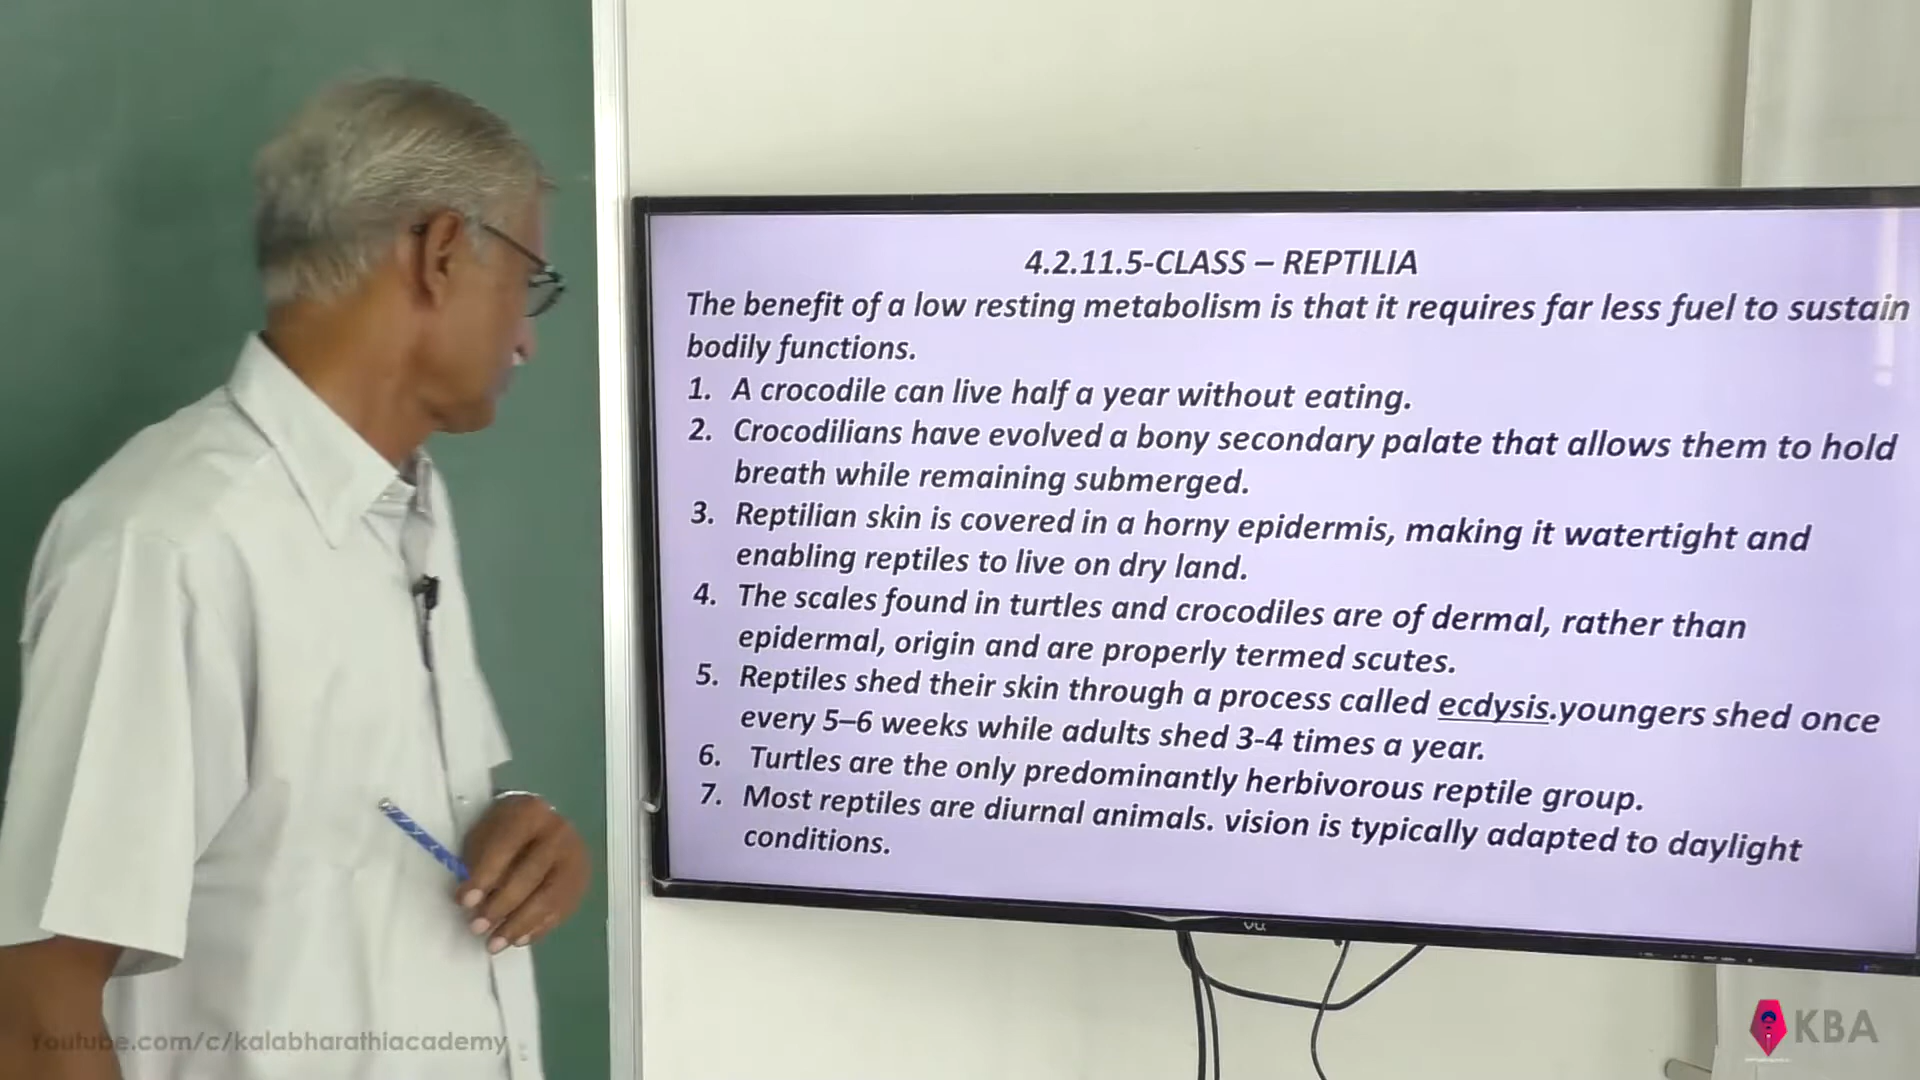 4.2.11.5-CLASS – REPTILIA
The benefit of a low resting metabolism is that it requires far less fuel to sustain
bodily functions.
1. A crocodile can live half a year without eating.
2. Crocodilians have evolved a bony secondary palate that allows them to hold
breath while remaining submerged.
3. Reptilian skin is covered in a horny epidermis, making it watertight and
enabling reptiles to live on dry land.
4. The scales found in turtles and crocodiles are of dermal, rather than
epidermal, origin and are properly termed scutes.
5. Reptiles shed their skin through a process called ecdysis.youngers shed once
every 5–6 weeks while adults shed 3-4 times a year.
6. Turtles are the only predominantly herbivorous reptile group.
7. Most reptiles are diurnal animals. vision is typically adapted to daylight
conditions.
VU
Youtube.com/c/kalabharathiacademy
KBA